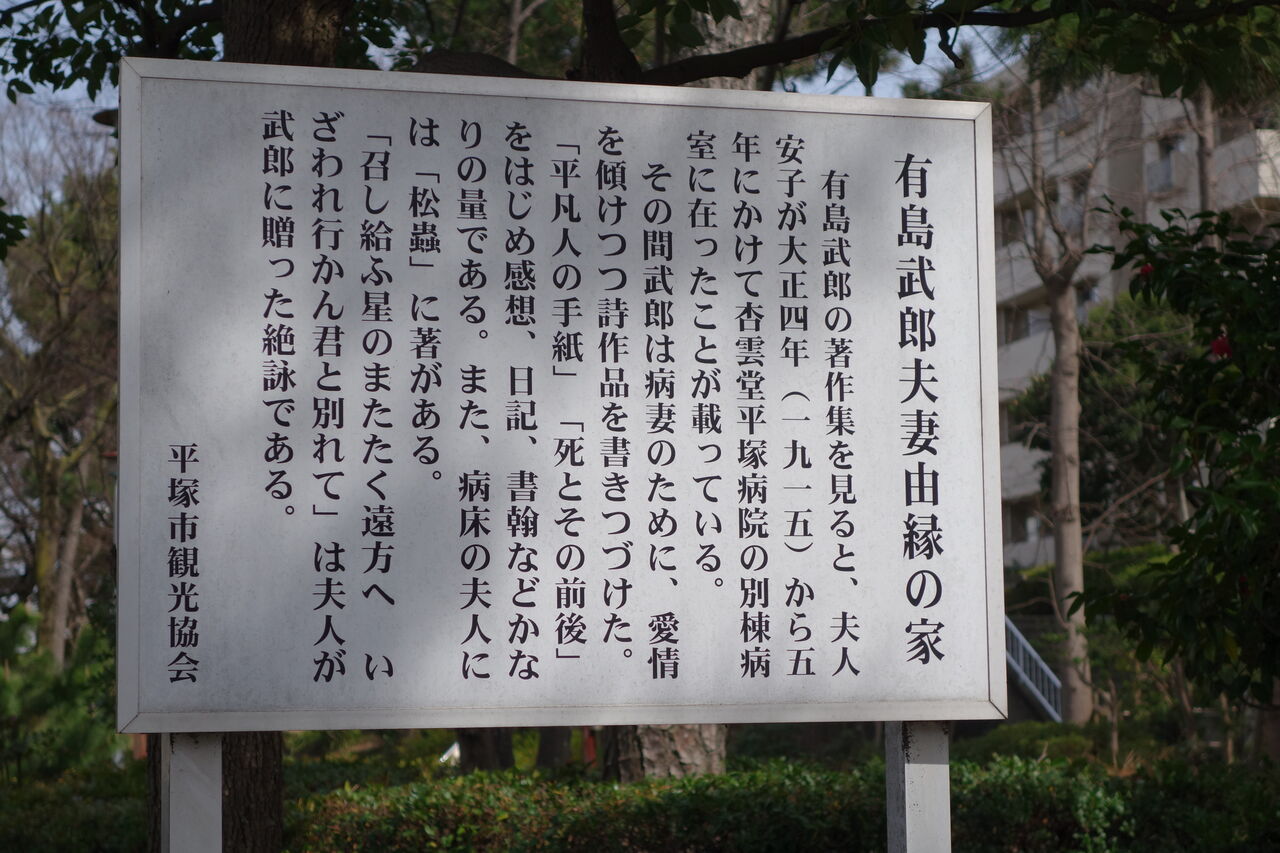 有島武郎夫妻由縁の家
有島武郎の著作集を見ると、夫人
安子が大正四年（一九一五）から五
年にかけて杏雲堂平塚病院の別棟病
室に在ったことが載っている。
その間武郎は病妻のために、愛情
を傾けつつ詩作品を書きつづけた。
「平凡人の手紙」「死とその前後」
をはじめ感想、日記、書翰などかな
りの量である。また、病床の夫人に
は「松蟲」に著がある。
「召し給ふ星のまたたく遠方へ　い
ざわれ行かん君と別れて」は夫人が
武郎に贈った絶詠である。
平塚市観光協会